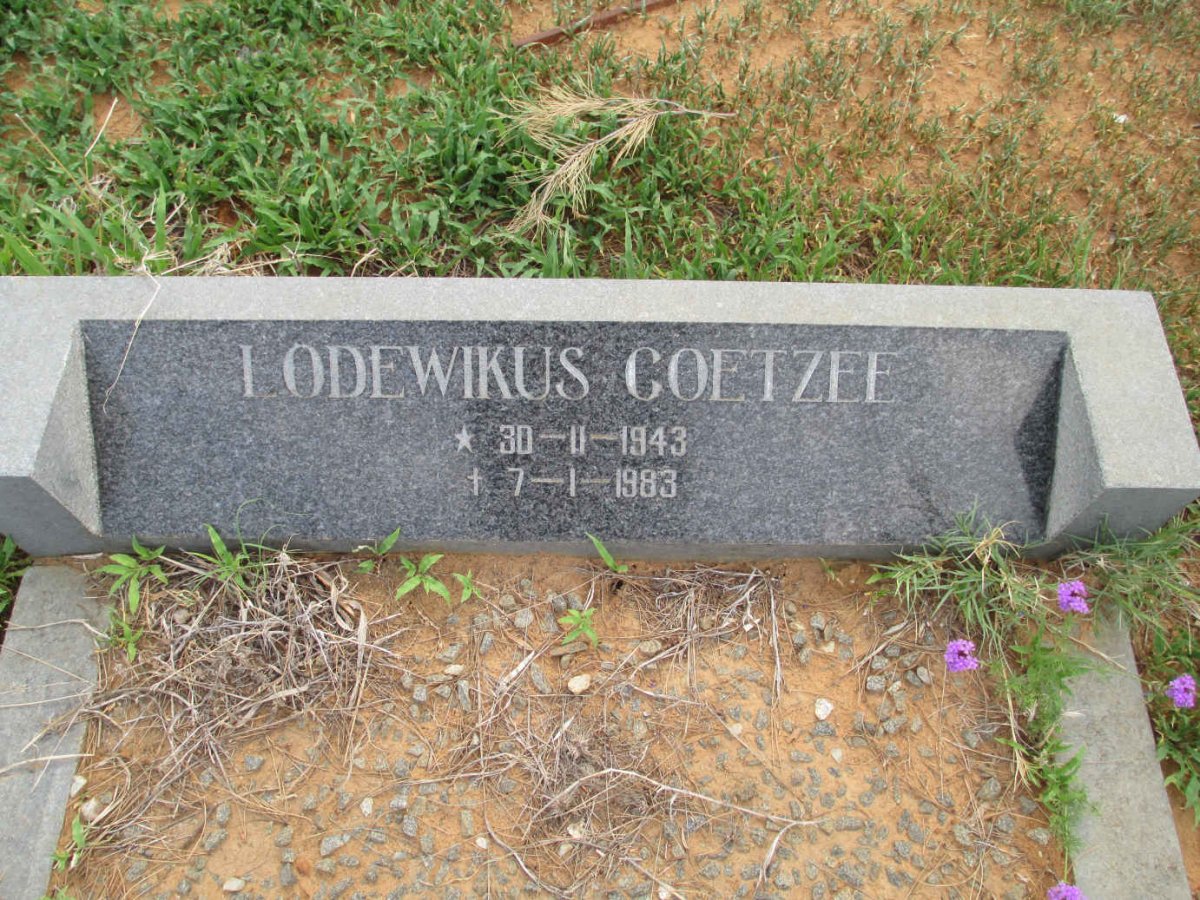 LODEWIKUS COETZEE
★ 30-11-1943
† 7-1-1983